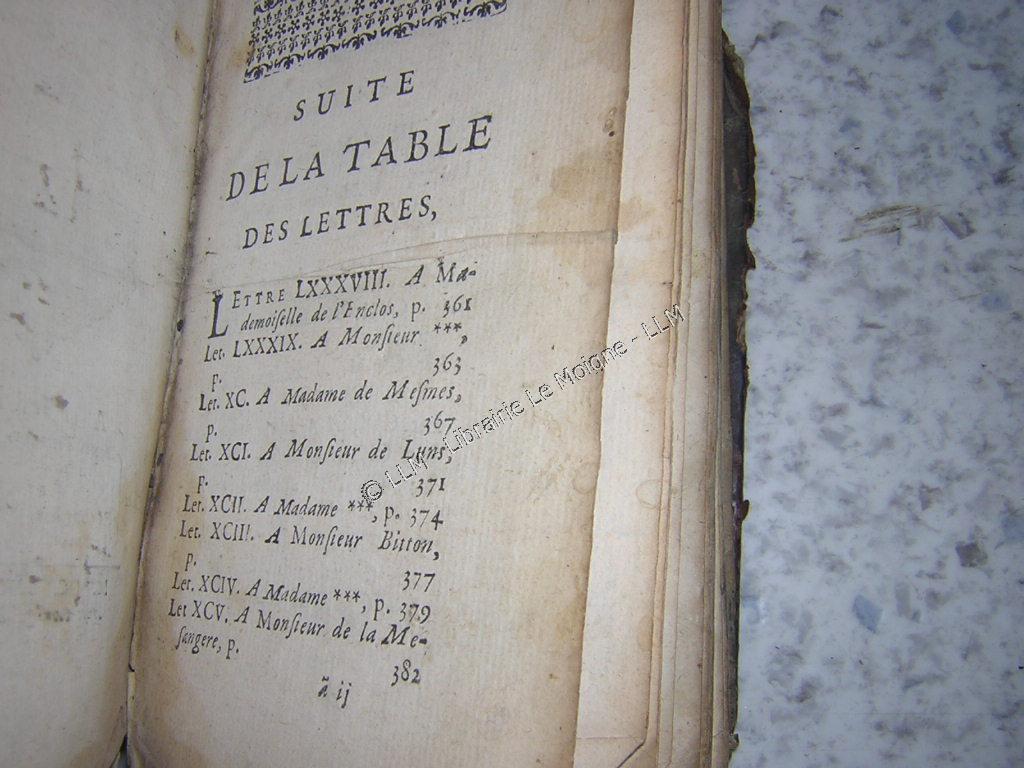 SUITE
DE LA TABLE
DES LETTRES,
LETTRE LXXXVIII. A Ma-
demoiſelle de l'Enclos, p. 361
Let. LXXXIX. A Monſieur ***,
p. 363
Let. XC. A Madame de Meſmes,
p. 367
Let. XCI. A Monſieur de Luns,
p. 371
Let. XCII. A Madame ***, p. 374
Let. XCIII. A Monſieur Bitton,
p. 377
Let. XCIV. A Madame ***, p. 379
Let XCV. A Monſieur de la Me-
ſangere, p. 382
ã ij
© LLM - Librairie Le Moigne - LLM